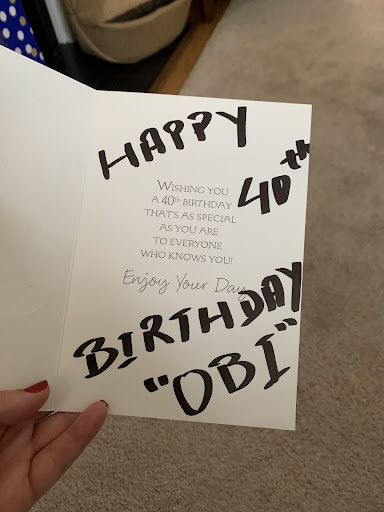 HAPPY
40th
WISHING YOU
A 40th BIRTHDAY
THAT'S AS SPECIAL
AS YOU ARE
TO EVERYONE
WHO KNOWS YOU!
Enjoy Your Day
BIRTHDAY
"OBI"